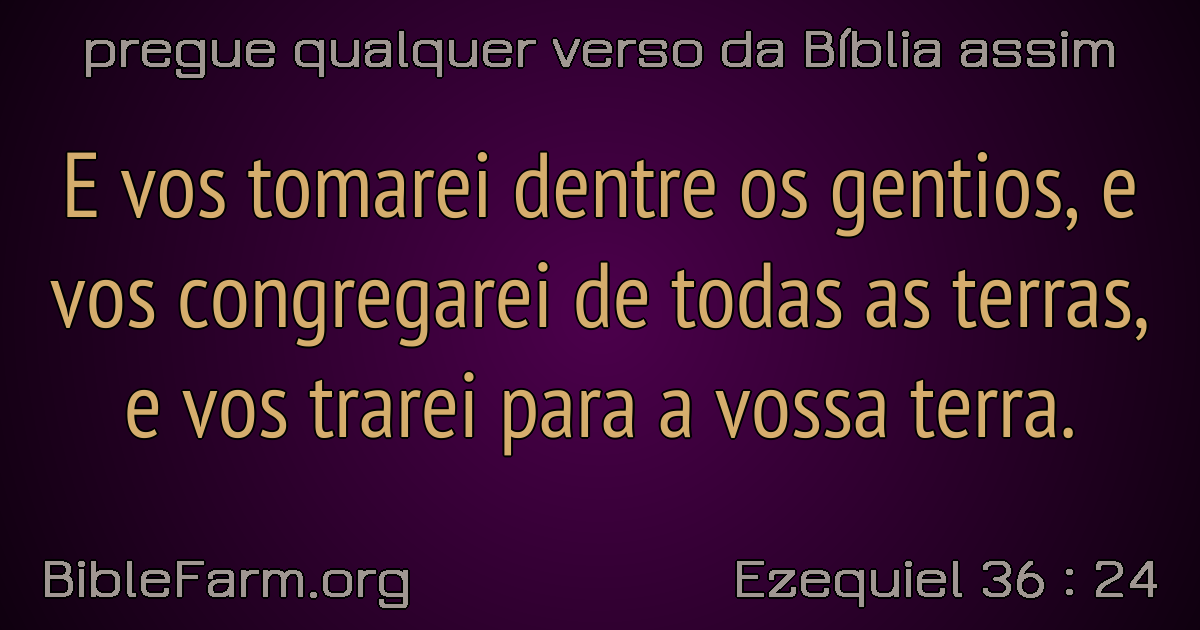 pregue qualquer verso da Bíblia assim
E vos tomarei dentre os gentios, e
vos congregarei de todas as terras,
e vos trarei para a vossa terra.
BibleFarm.org
Ezequiel 36 : 24